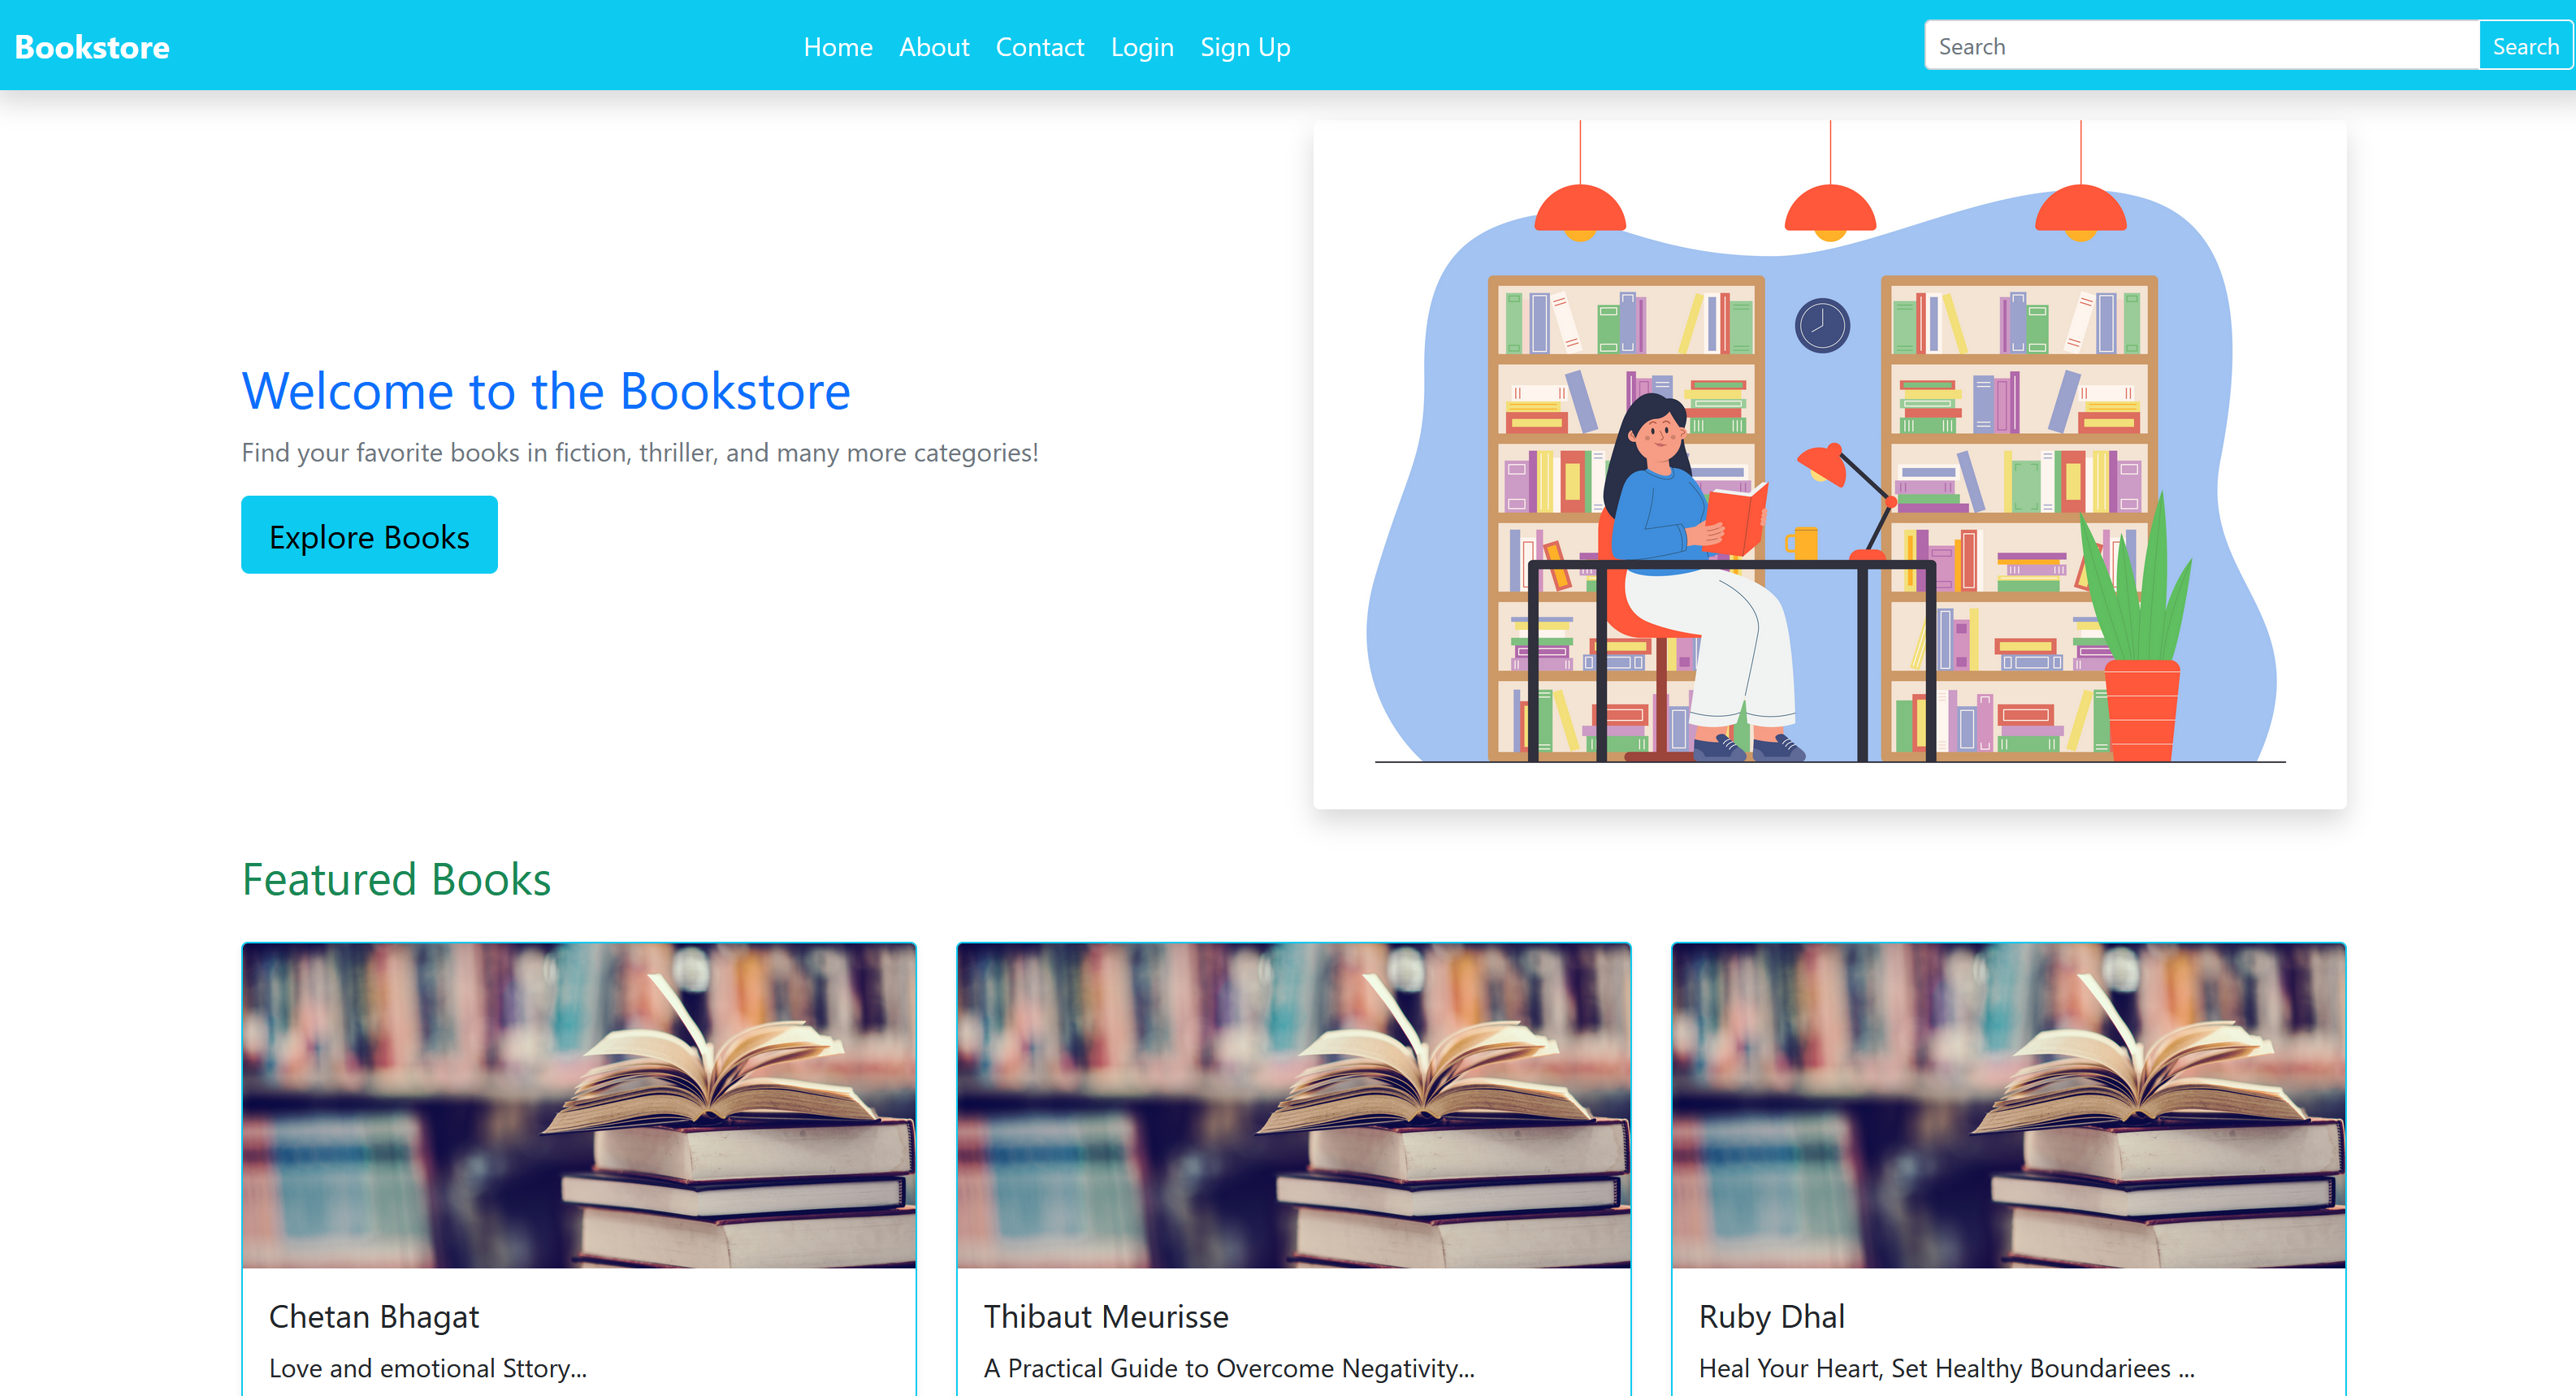 Bookstore
Home About Contact Login Sign Up
Search Search
Welcome to the Bookstore
Find your favorite books in fiction, thriller, and many more categories!
Explore Books
Featured Books
Chetan Bhagat
Love and emotional Sttory...
Thibaut Meurisse
A Practical Guide to Overcome Negativity...
Ruby Dhal
Heal Your Heart, Set Healthy Boundariees ...